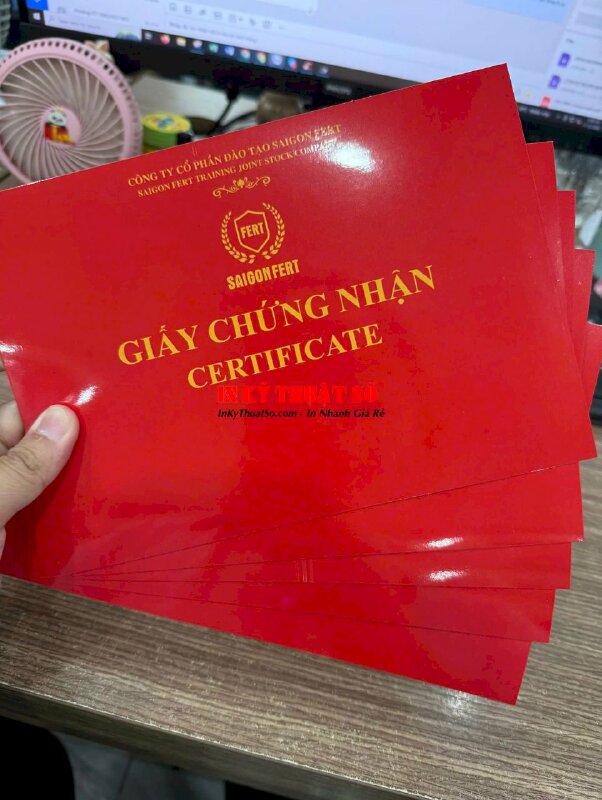 CÔNG TY CỔ PHẦN ĐÀO TẠO SAIGON FERT
SAIGON FERT TRAINING JOINT STOCK COMPANY
FERT
SAIGON FERT
GIẤY CHỨNG NHẬN
CERTIFICATE
IN KỸ THUẬT SỐ
InKyThuatSo.com - In Nhanh Giá Rẻ